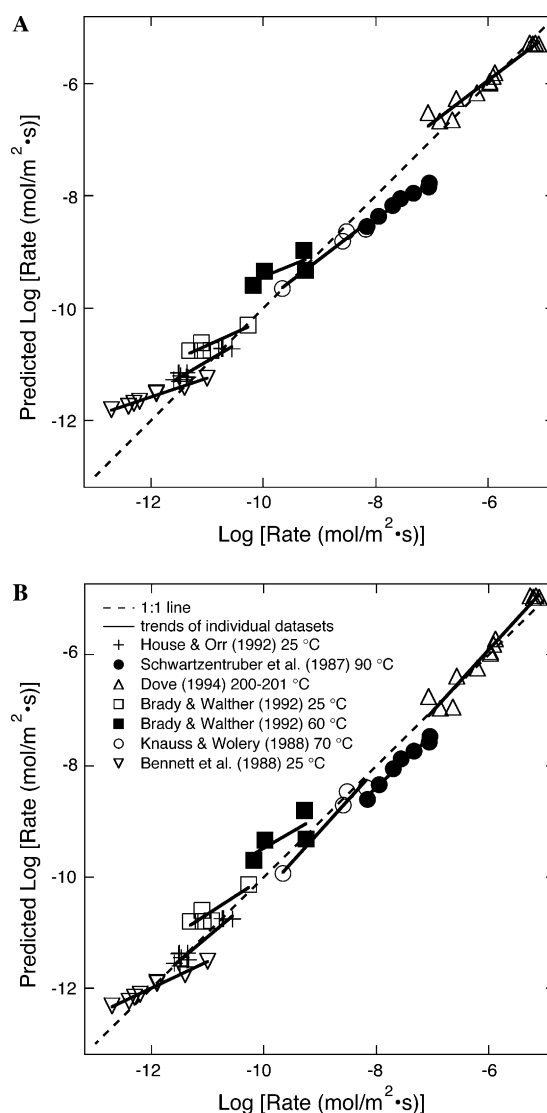 A
Predicted Log [Rate (mol/m²•s)]
-6
-8
-10
-12
-12
-10
-8
-6
Log [Rate (mol/m²•s)]
B
Predicted Log [Rate (mol/m²•s)]
1:1 line
trends of individual datasets
House & Orr (1992) 25 °C
Schwartzentruber et al. (1987) 90 °C
Dove (1994) 200-201 °C
Brady & Walther (1992) 25 °C
Brady & Walther (1992) 60 °C
Knauss & Wolery (1988) 70 °C
Bennett et al. (1988) 25 °C
-6
-8
-10
-12
-12
-10
-8
-6
Log [Rate (mol/m²•s)]